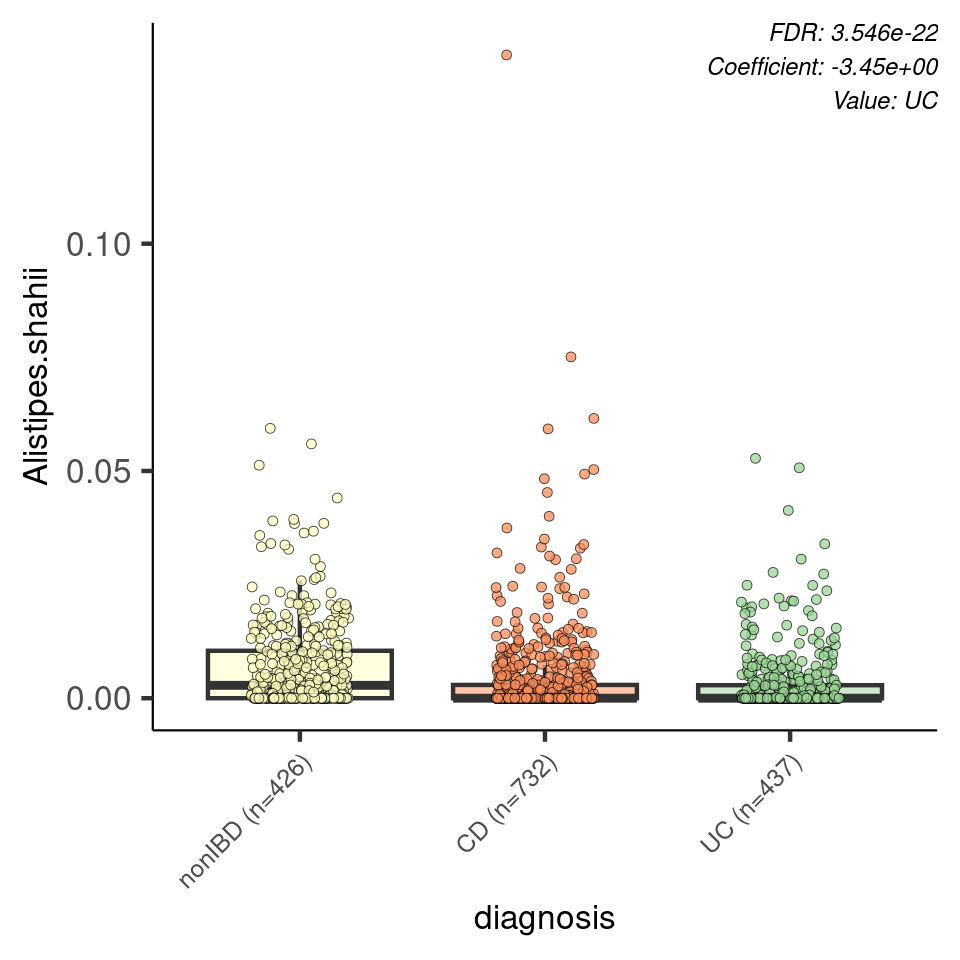 FDR: 3.546e-22
Coefficient: -3.45e+00
Value: UC
Alistipes.shahii
0.10
0.05
0.00
nonIBD (n=426)
CD (n=732)
UC (n=437)
diagnosis